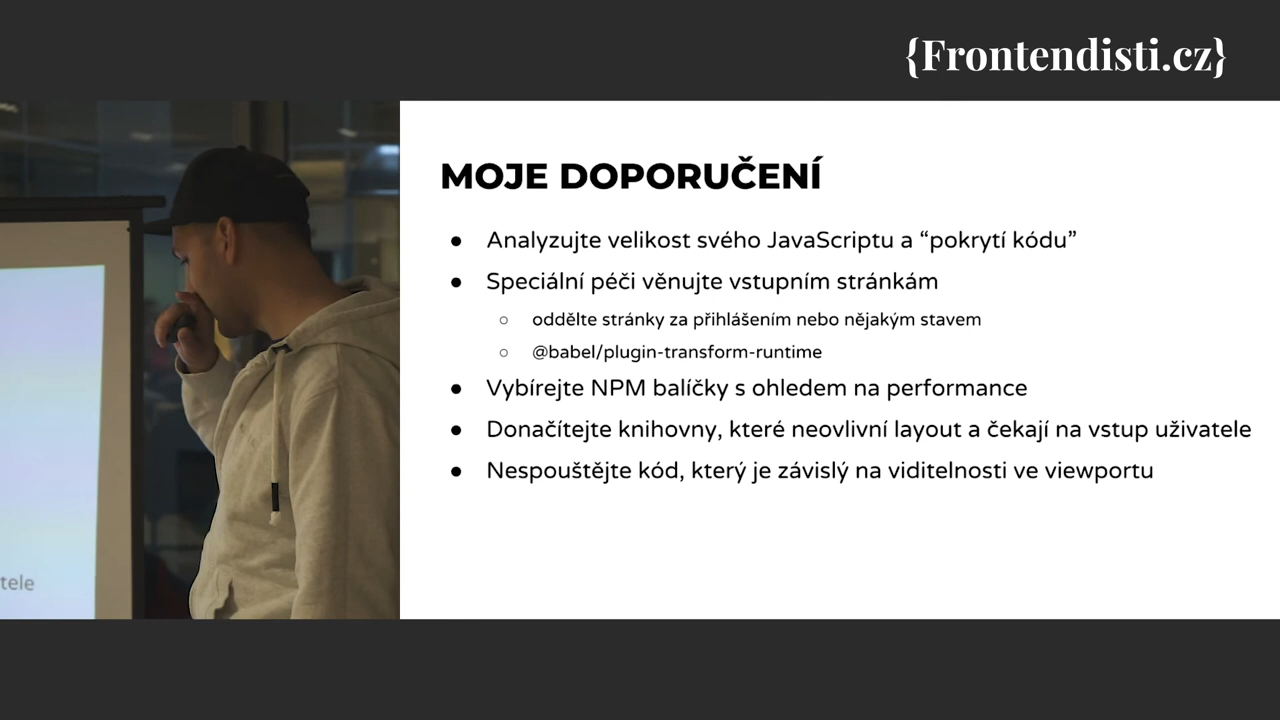 {Frontendisti.cz}
MOJE DOPORUČENÍ
● Analyzujte velikost svého JavaScriptu a “pokrytí kódu”
● Speciální péči věnujte vstupním stránkám
○ oddělte stránky za přihlášením nebo nějakým stavem
○ @babel/plugin-transform-runtime
● Vybírejte NPM balíčky s ohledem na performance
● Donačítejte knihovny, které neovlivní layout a čekají na vstup uživatele
● Nespouštějte kód, který je závislý na viditelnosti ve viewportu
tele